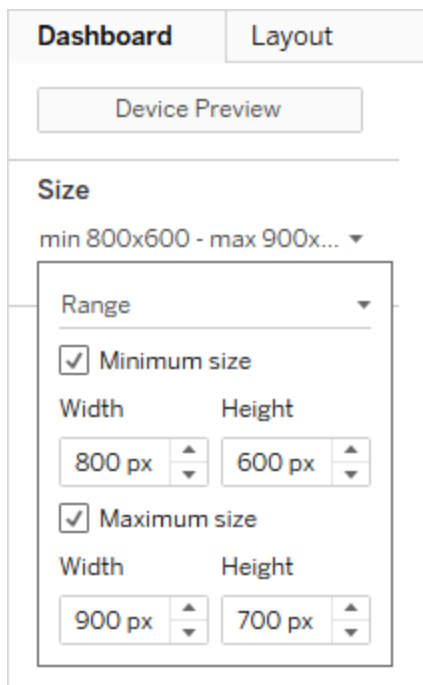 Dashboard Layout
Device Preview
Size
min 800x600 - max 900x...
Range
Minimum size
Width Height
800 px 600 px
Maximum size
Width Height
900 px 700 px